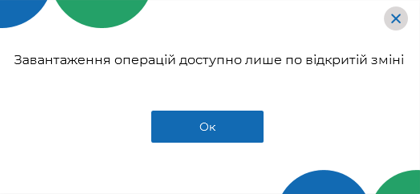 Завантаження операцій доступно лише по відкритій зміні
Ок